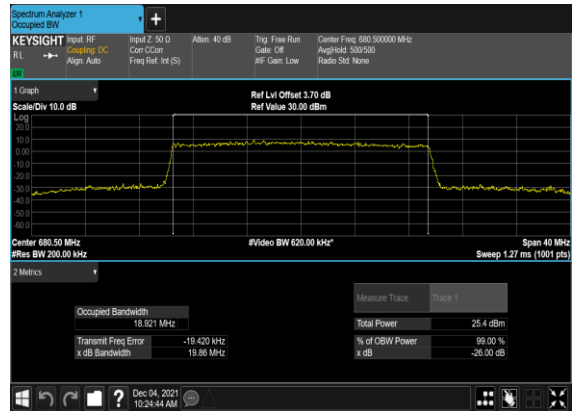 Spectrum Analyzer 1
Occupied BW
+
KEYSIGHT Input: RF Input Z: 50 Ω Atten: 40 dB Trig: Free Run Center Freq: 680.500000 MHz
RL Coupling: DC Corr CCorr Gate: Off Avg|Hold: 500/500
Align: Auto Freq Ref: Int (S) #IF Gain: Low Radio Std: None
1 Graph
Ref Lvl Offset 3.70 dB
Scale/Div 10.0 dB Ref Value 30.00 dBm
Log
20.0
10.0
0.00
-10.0
-20.0
-30.0
-40.0
-50.0
-60.0
Center 680.50 MHz #Video BW 620.00 kHz* Span 40 MHz
#Res BW 200.00 kHz Sweep 1.27 ms (1001 pts)
2 Metrics
Measure Trace Trace 1
Occupied Bandwidth
18.921 MHz Total Power 25.4 dBm
Transmit Freq Error -19.420 kHz % of OBW Power 99.00 %
x dB Bandwidth 19.86 MHz x dB -26.00 dB
? Dec 04, 2021
10:24:44 AM